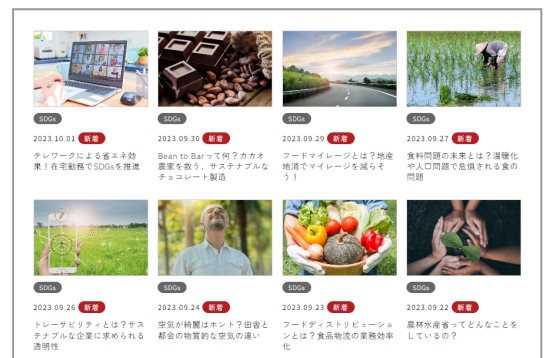 SDGs
2023.10.01 新着
テレワークによる省エネ効
果！在宅勤務でSDGsを推進
SDGs
2023.09.30 新着
Bean to Barって何？カカオ
農家を救う、サステナブルな
チョコレート製造
SDGs
2023.09.29 新着
フードマイレージとは？地産
地消でマイレージを減らそ
う！
SDGs
2023.09.27 新着
食料問題の未来とは？温暖化
や人口問題で危惧される食の
問題
SDGs
2023.09.26 新着
トレーサビリティとは？サス
テナブルな企業に求められる
透明性
SDGs
2023.09.24 新着
空気が綺麗はホント？田舎と
都会の物質的な空気の違い
SDGs
2023.09.23 新着
フードディストリビューショ
ンとは？食品物流の業務効率
化
SDGs
2023.09.22 新着
農林水産省ってどんなことを
しているの？